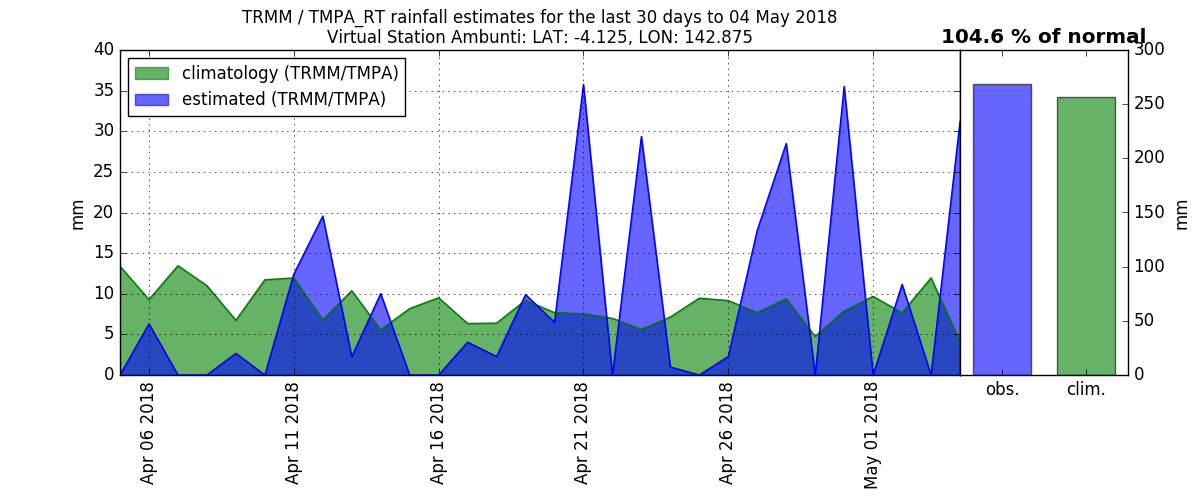 TRMM / TMPA_RT rainfall estimates for the last 30 days to 04 May 2018
Virtual Station Ambunti: LAT: -4.125, LON: 142.875
104.6 % of normal
climatology (TRMM/TMPA)
estimated (TRMM/TMPA)
40
35
30
25
20
15
10
5
0
mm
300
250
200
150
100
50
0
mm
Apr 06 2018
Apr 11 2018
Apr 16 2018
Apr 21 2018
Apr 26 2018
May 01 2018
obs.
clim.